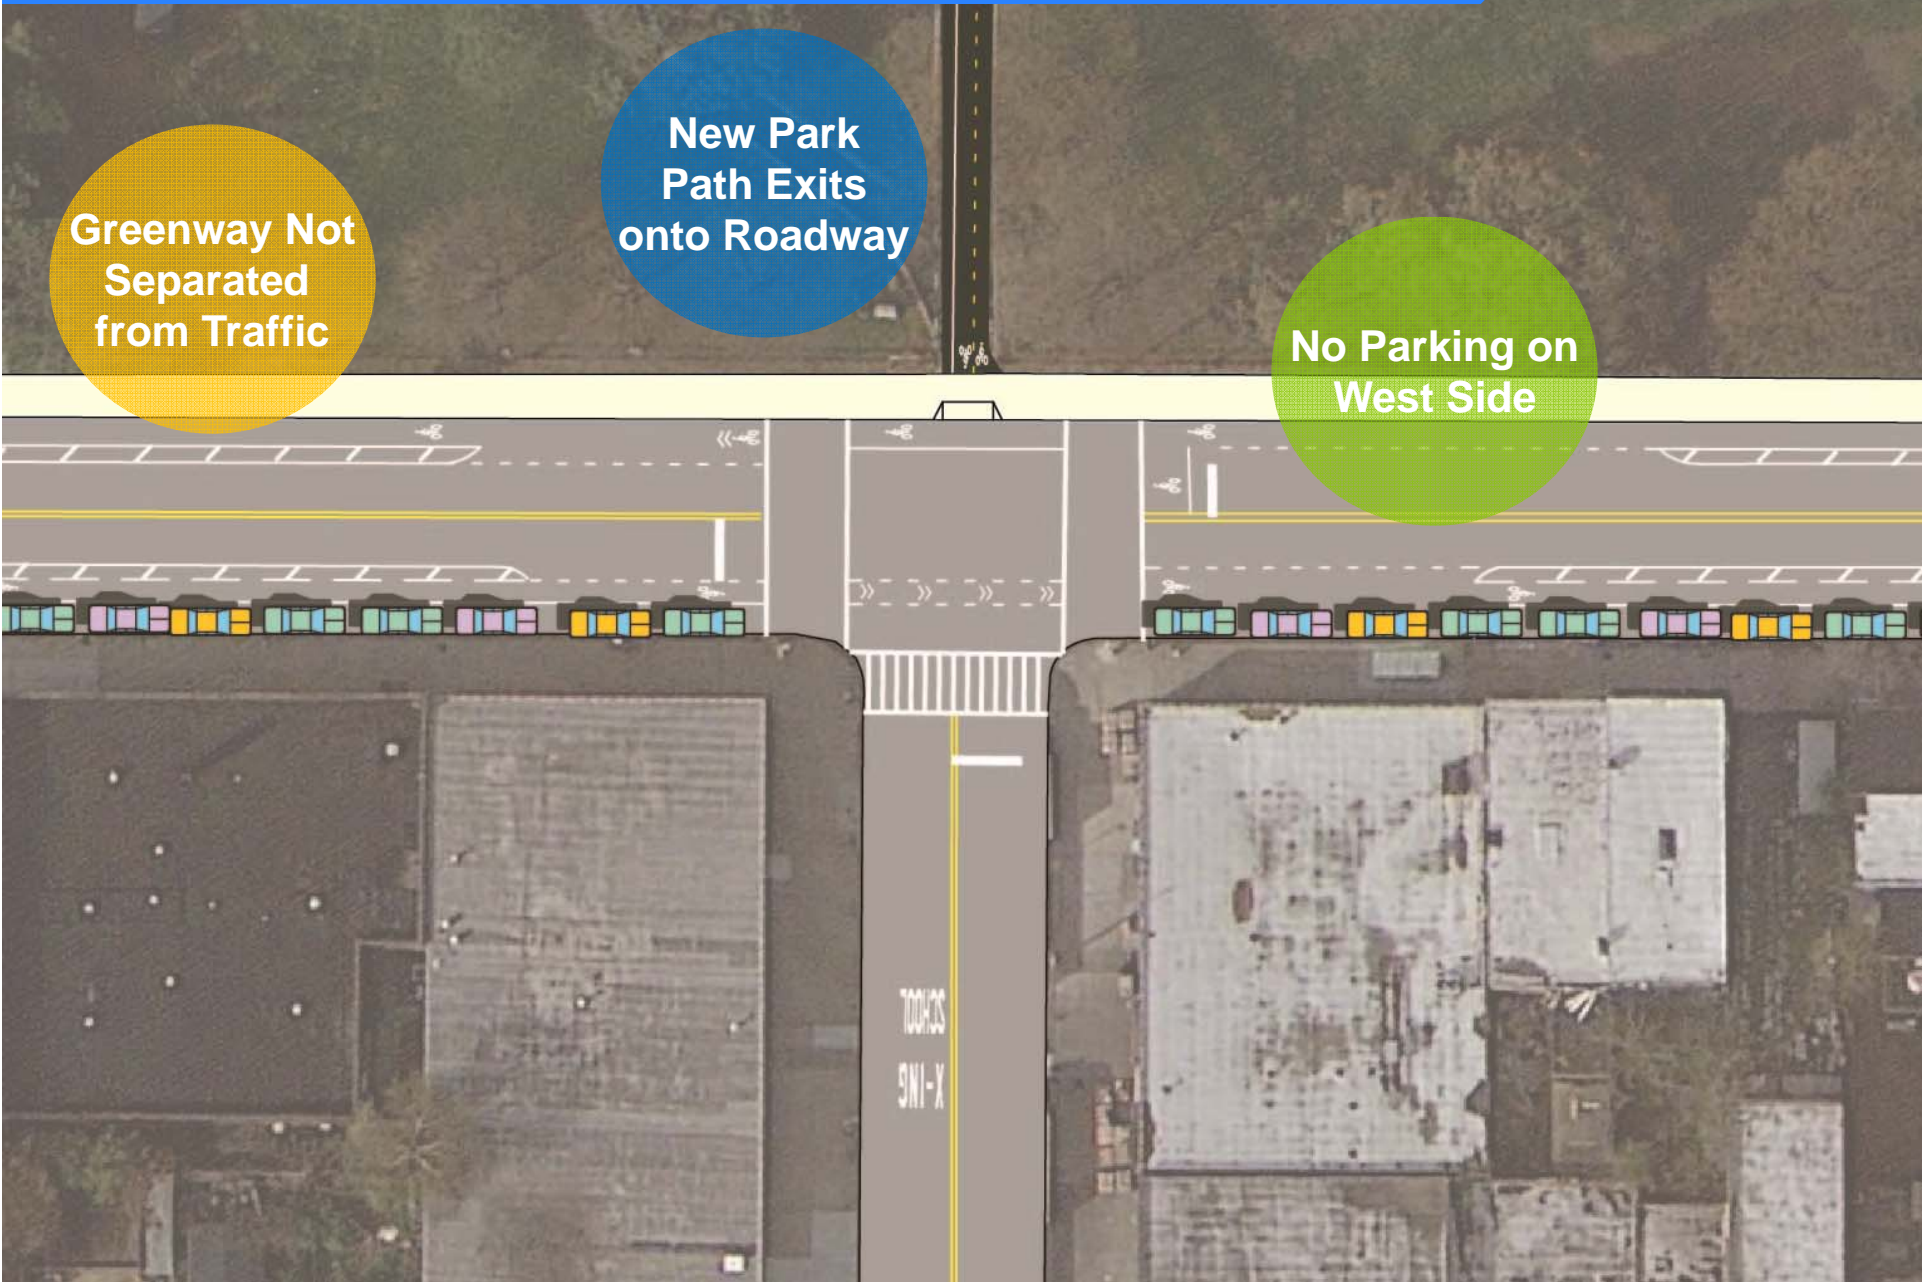 Greenway Not
Separated
from Traffic
New Park
Path Exits
onto Roadway
No Parking on
West Side
SCHOOL
X-ING